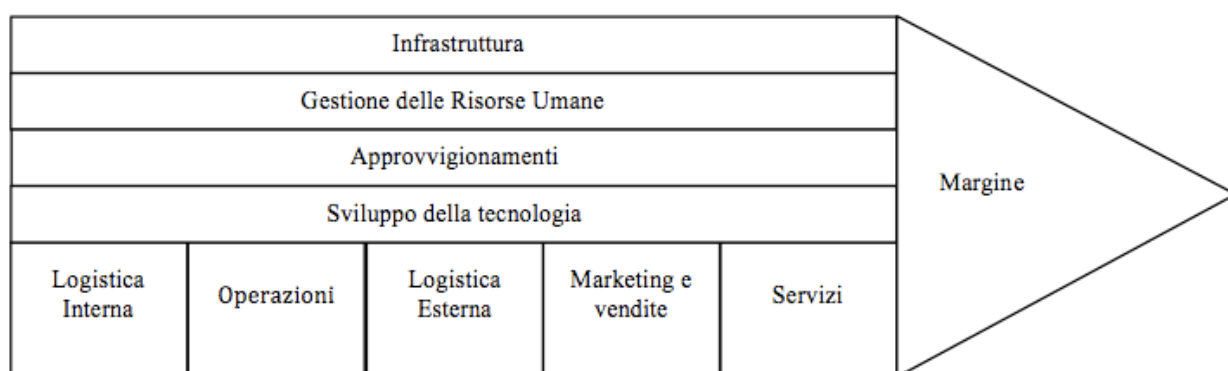 Infrastruttura
Gestione delle Risorse Umane
Approvvigionamenti
Sviluppo della tecnologia
Margine
Logistica
Interna
Operazioni
Logistica
Esterna
Marketing e
vendite
Servizi